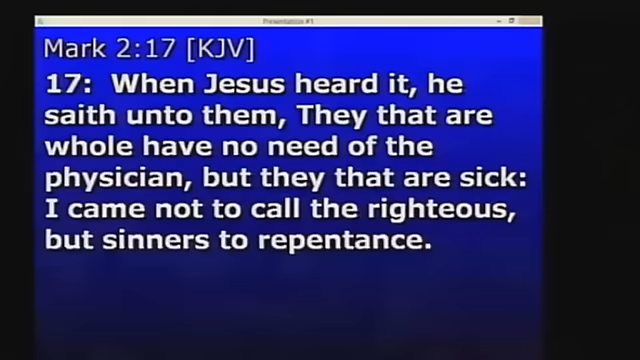 Presentation #1
Mark 2:17 [KJV]
17: When Jesus heard it, he
saith unto them, They that are
whole have no need of the
physician, but they that are sick:
I came not to call the righteous,
but sinners to repentance.